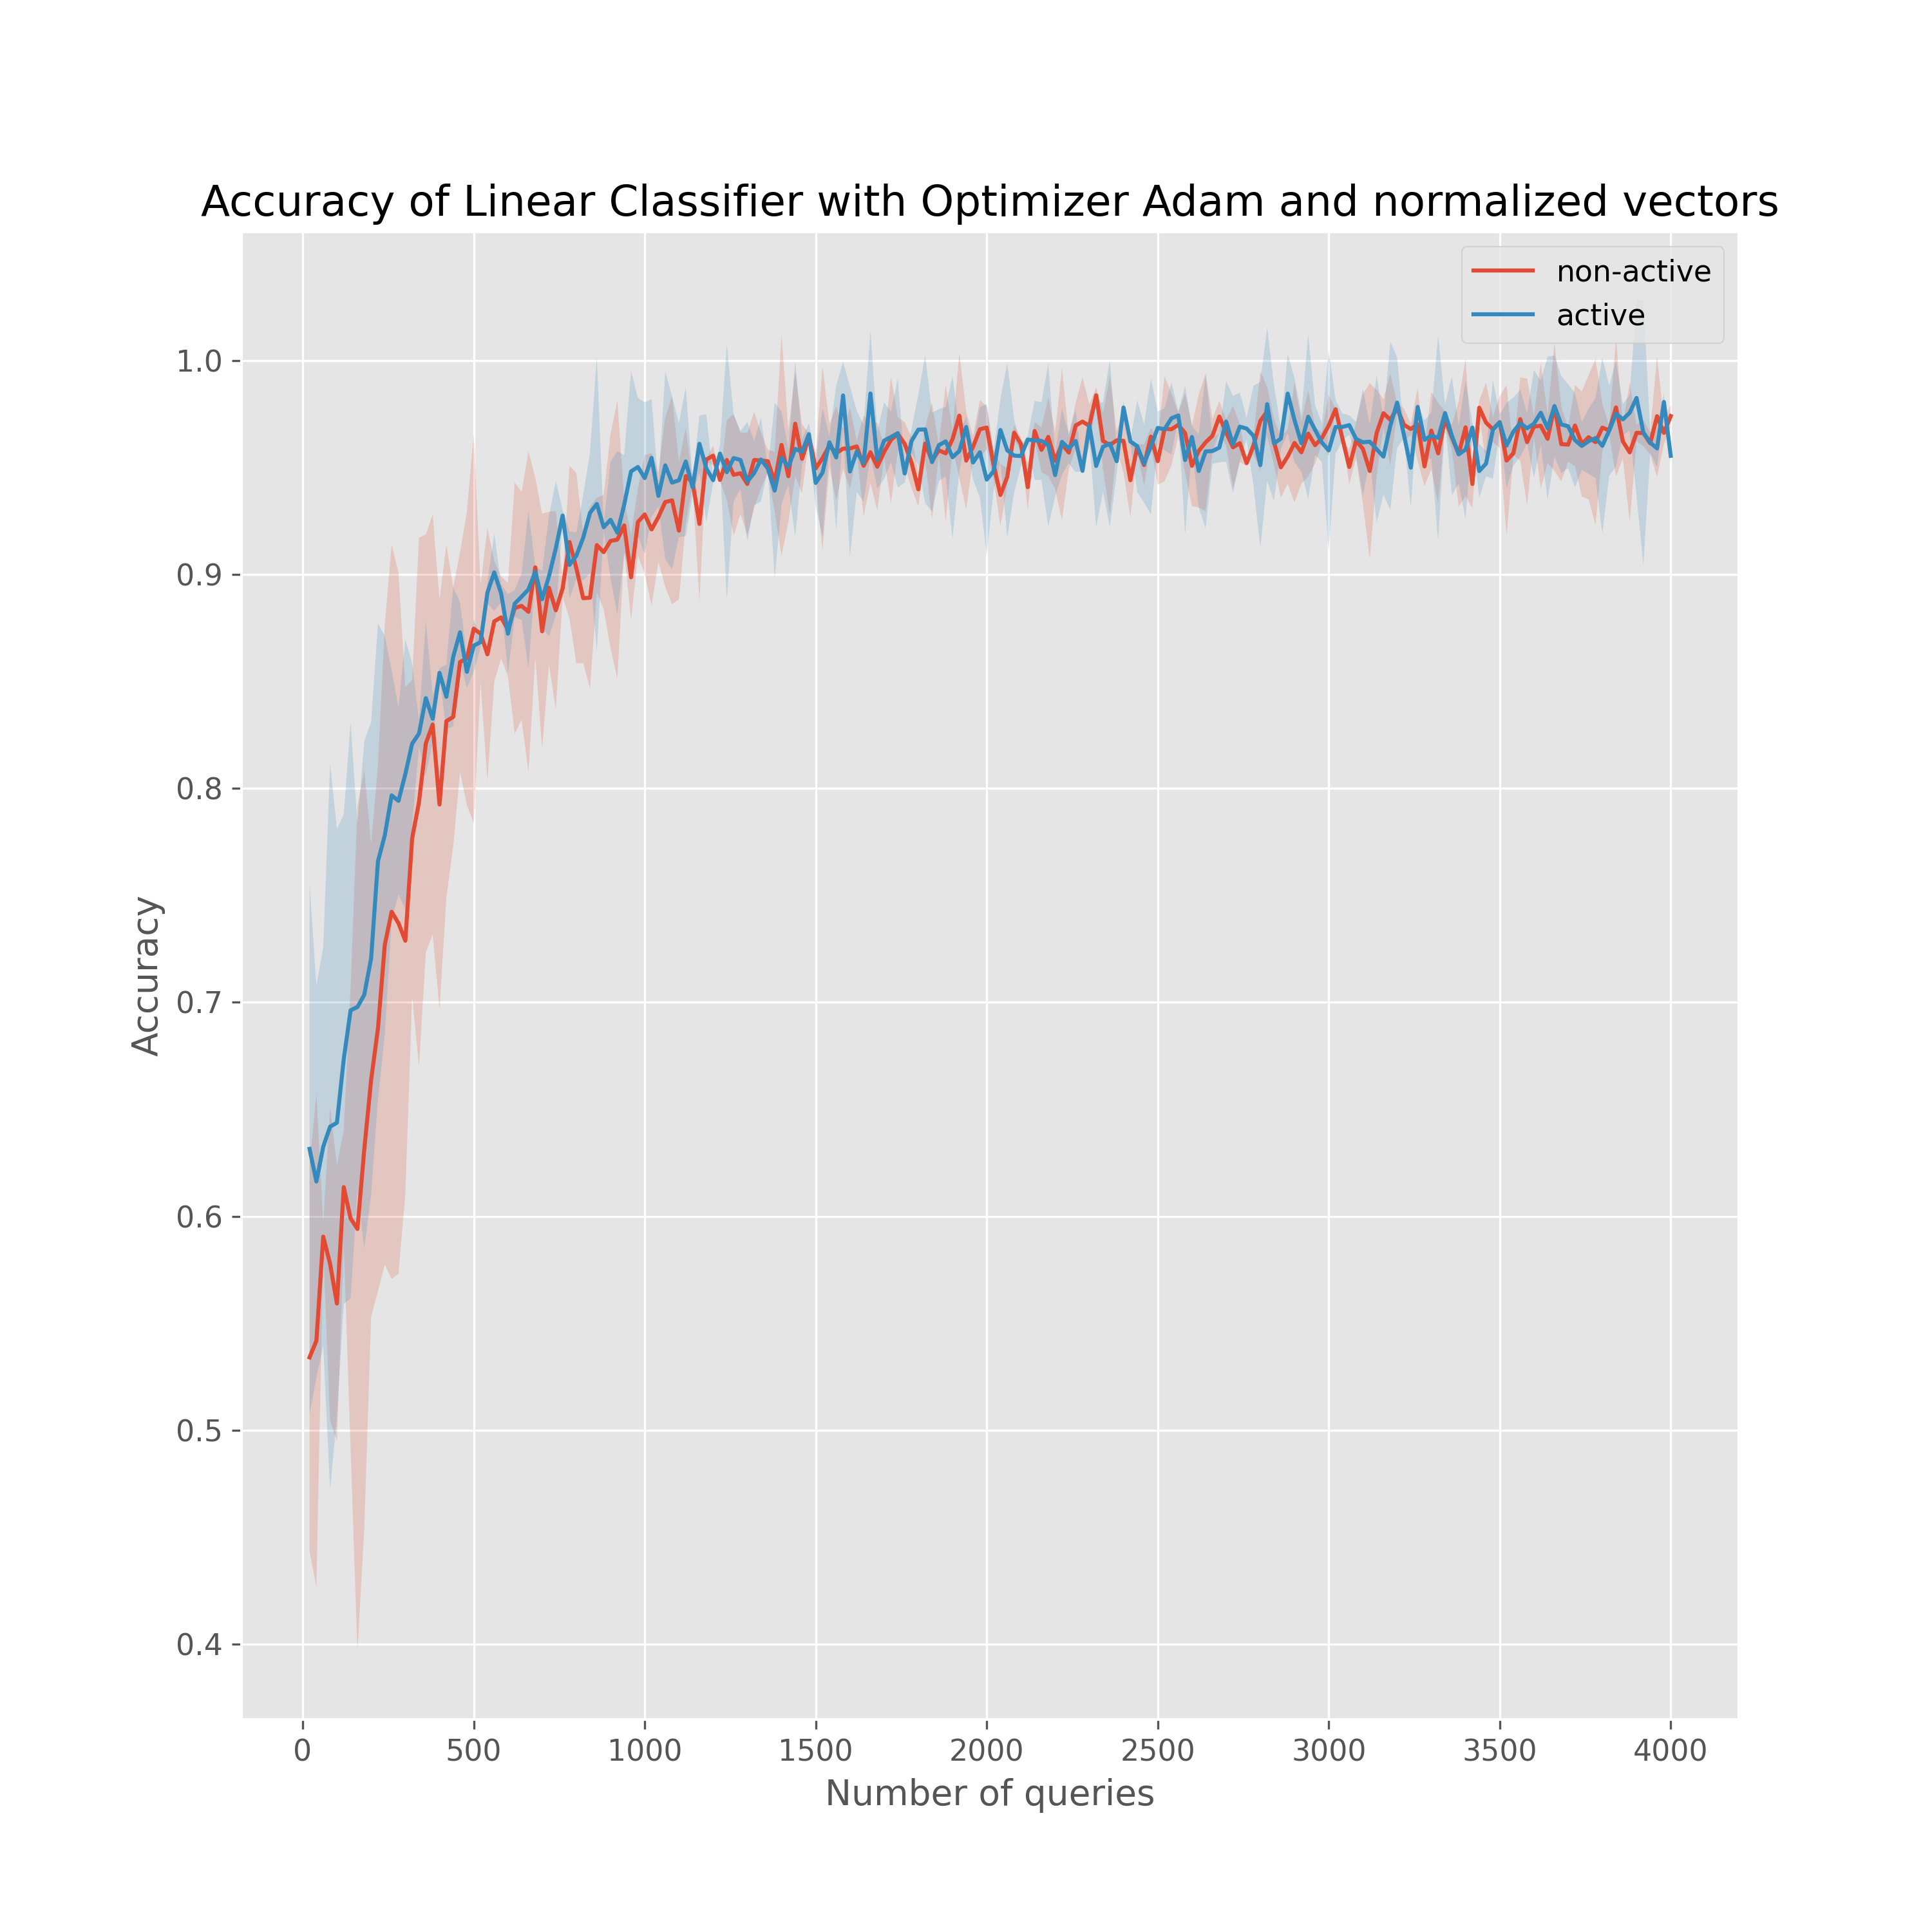 Accuracy of Linear Classifier with Optimizer Adam and normalized vectors
non-active
active
1.0
0.9
0.8
0.7
0.6
0.5
0.4
Accuracy
0 500 1000 1500 2000 2500 3000 3500 4000
Number of queries